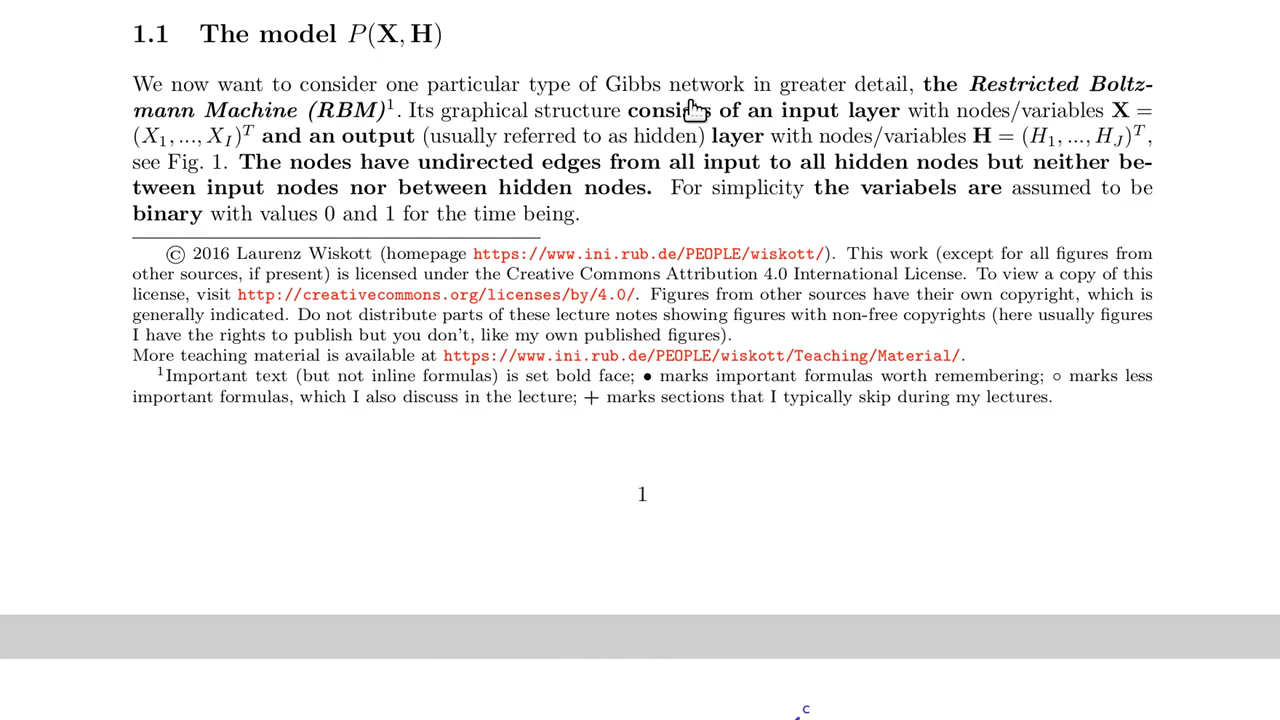 1.1 The model P(X, H)
We now want to consider one particular type of Gibbs network in greater detail, the Restricted Boltz-
mann Machine (RBM)¹. Its graphical structure consists of an input layer with nodes/variables X =
(X₁, ..., X_I)ᵀ and an output (usually referred to as hidden) layer with nodes/variables H = (H₁, ..., H_J)ᵀ,
see Fig. 1. The nodes have undirected edges from all input to all hidden nodes but neither be-
tween input nodes nor between hidden nodes. For simplicity the variabels are assumed to be
binary with values 0 and 1 for the time being.
© 2016 Laurenz Wiskott (homepage https://www.ini.rub.de/PEOPLE/wiskott/). This work (except for all figures from
other sources, if present) is licensed under the Creative Commons Attribution 4.0 International License. To view a copy of this
license, visit http://creativecommons.org/licenses/by/4.0/. Figures from other sources have their own copyright, which is
generally indicated. Do not distribute parts of these lecture notes showing figures with non-free copyrights (here usually figures
I have the rights to publish but you don't, like my own published figures).
More teaching material is available at https://www.ini.rub.de/PEOPLE/wiskott/Teaching/Material/.
¹Important text (but not inline formulas) is set bold face; • marks important formulas worth remembering; ◦ marks less
important formulas, which I also discuss in the lecture; + marks sections that I typically skip during my lectures.
1
c